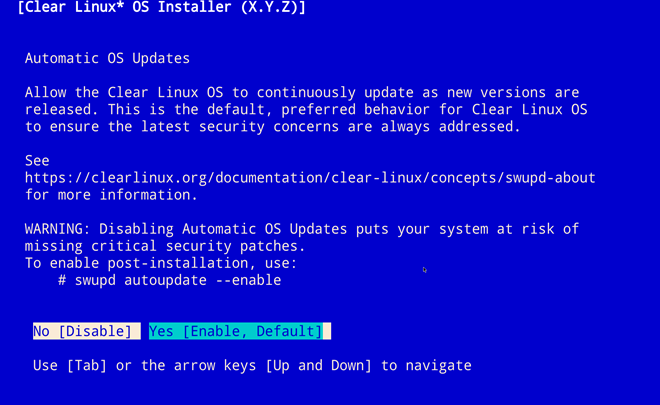 [Clear Linux* OS Installer (X.Y.Z)]
Automatic OS Updates
Allow the Clear Linux OS to continuously update as new versions are
released. This is the default, preferred behavior for Clear Linux OS
to ensure the latest security concerns are always addressed.
See
https://clearlinux.org/documentation/clear-linux/concepts/swupd-about
for more information.
WARNING: Disabling Automatic OS Updates puts your system at risk of
missing critical security patches.
To enable post-installation, use:
# swupd autoupdate --enable
No [Disable] Yes [Enable, Default]
Use [Tab] or the arrow keys [Up and Down] to navigate